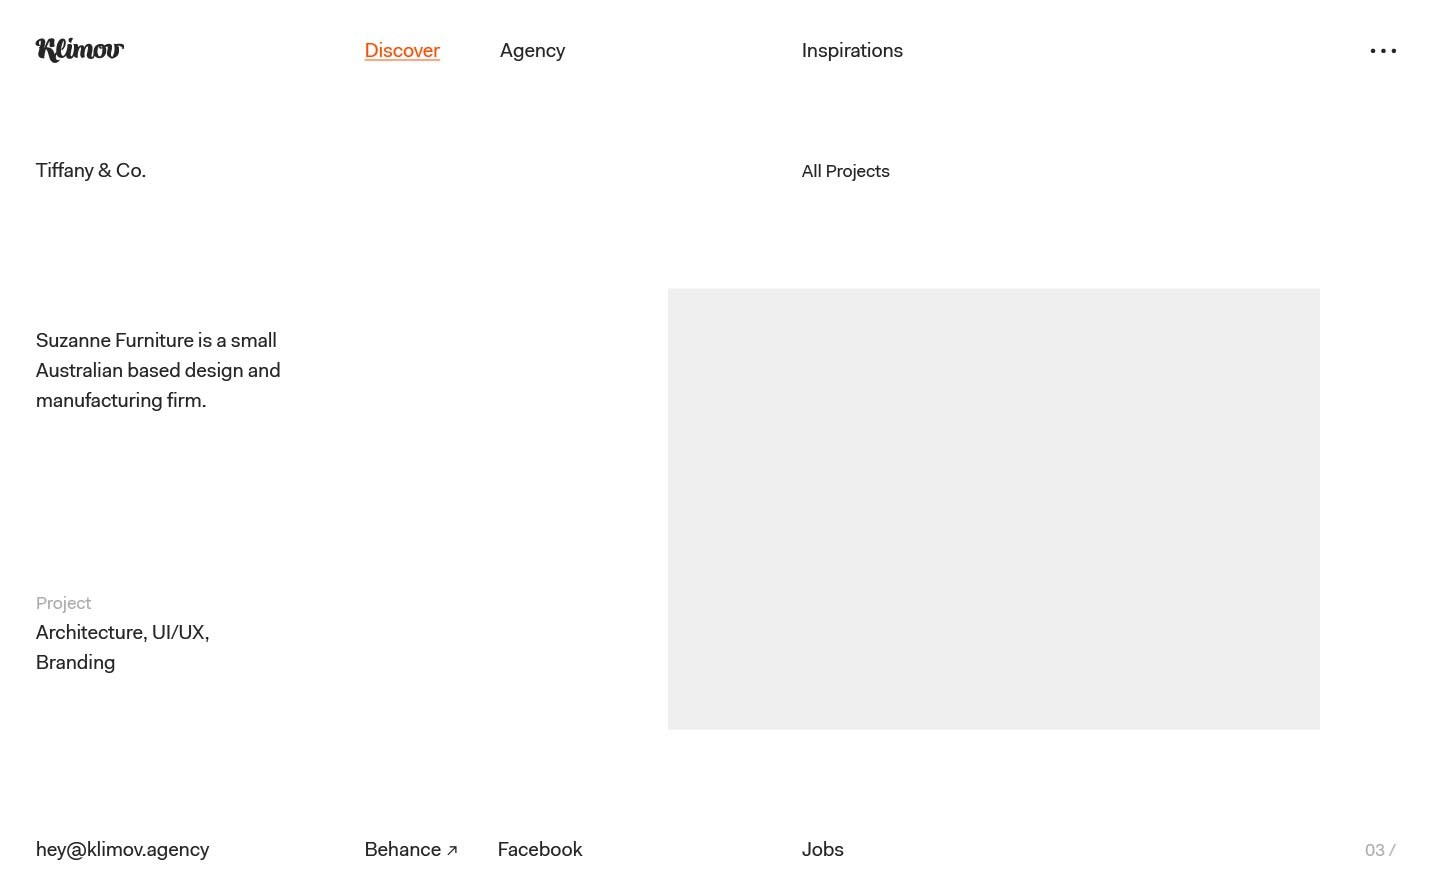 Klimov
Discover
Agency
Inspirations
Tiffany & Co.
All Projects
Suzanne Furniture is a small
Australian based design and
manufacturing firm.
Project
Architecture, UI/UX,
Branding
hey@klimov.agency
Behance ↗
Facebook
Jobs
03 /